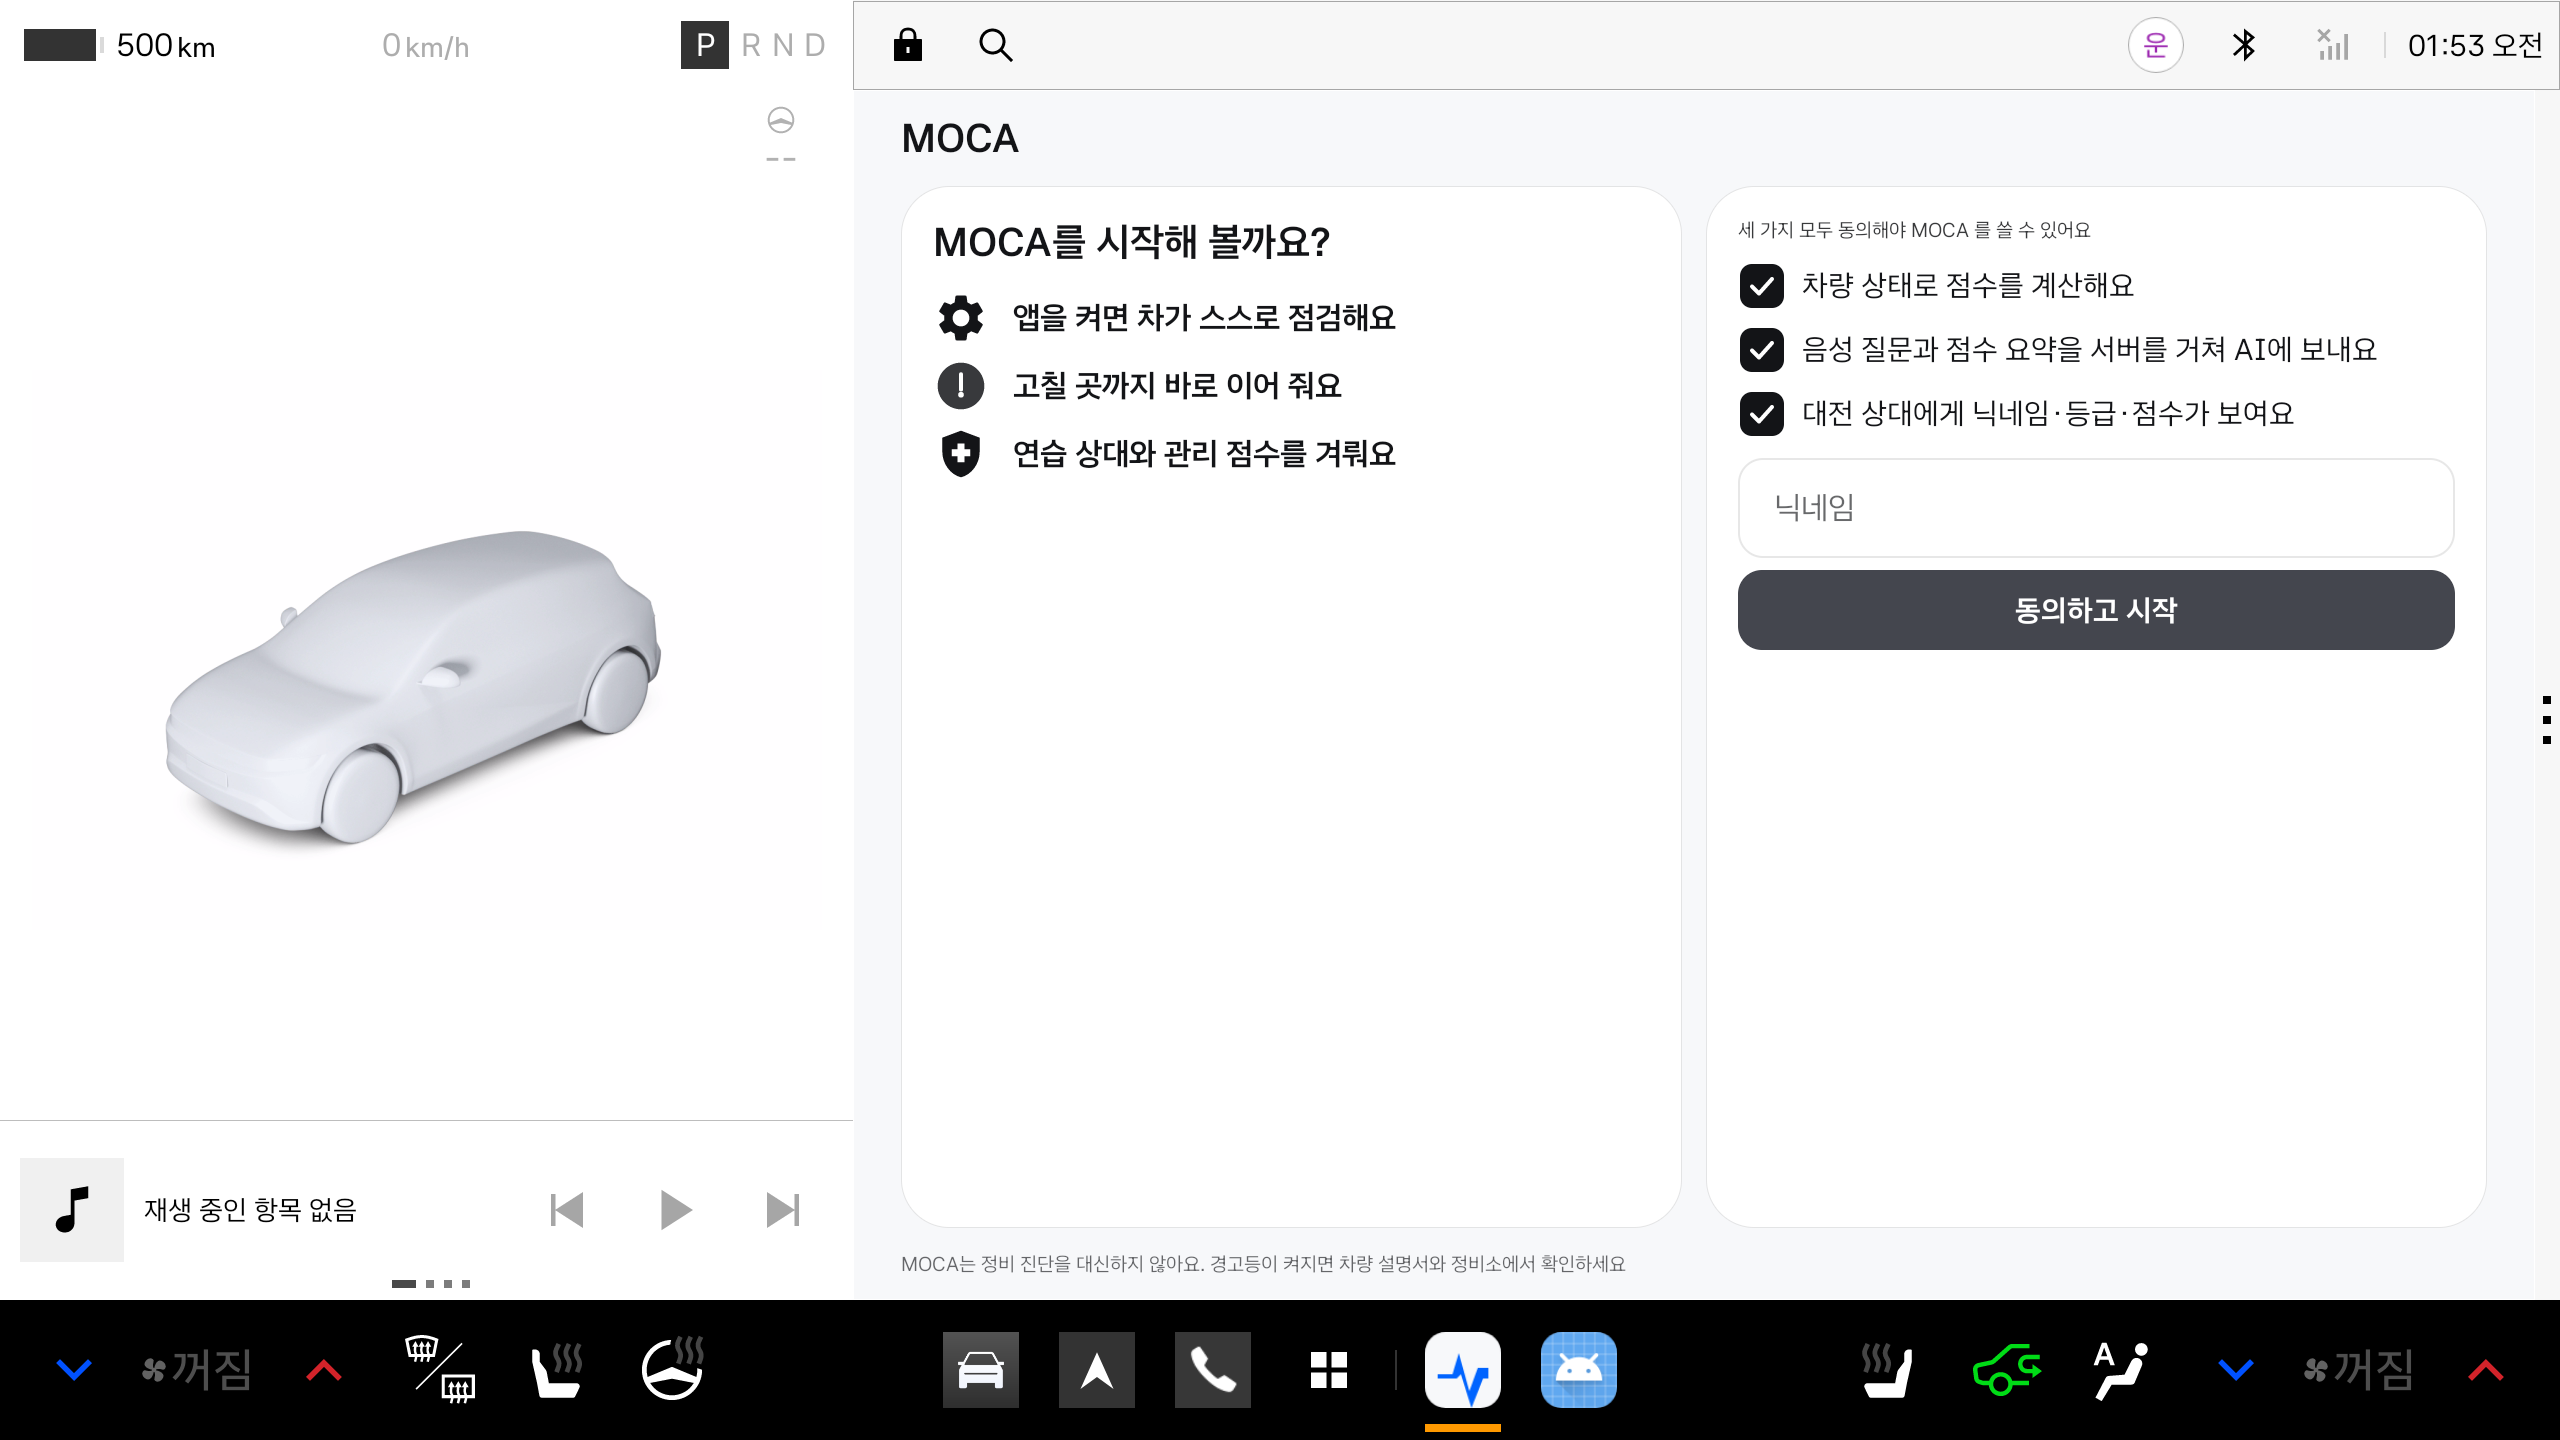 500 km
0 km/h
P R N D
운
01:53 오전
MOCA
MOCA를 시작해 볼까요?
앱을 켜면 차가 스스로 점검해요
고칠 곳까지 바로 이어 줘요
연습 상대와 관리 점수를 겨뤄요
세 가지 모두 동의해야 MOCA 를 쓸 수 있어요
차량 상태로 점수를 계산해요
음성 질문과 점수 요약을 서버를 거쳐 AI에 보내요
대전 상대에게 닉네임·등급·점수가 보여요
닉네임
동의하고 시작
재생 중인 항목 없음
MOCA는 정비 진단을 대신하지 않아요. 경고등이 켜지면 차량 설명서와 정비소에서 확인하세요
꺼짐
A
꺼짐